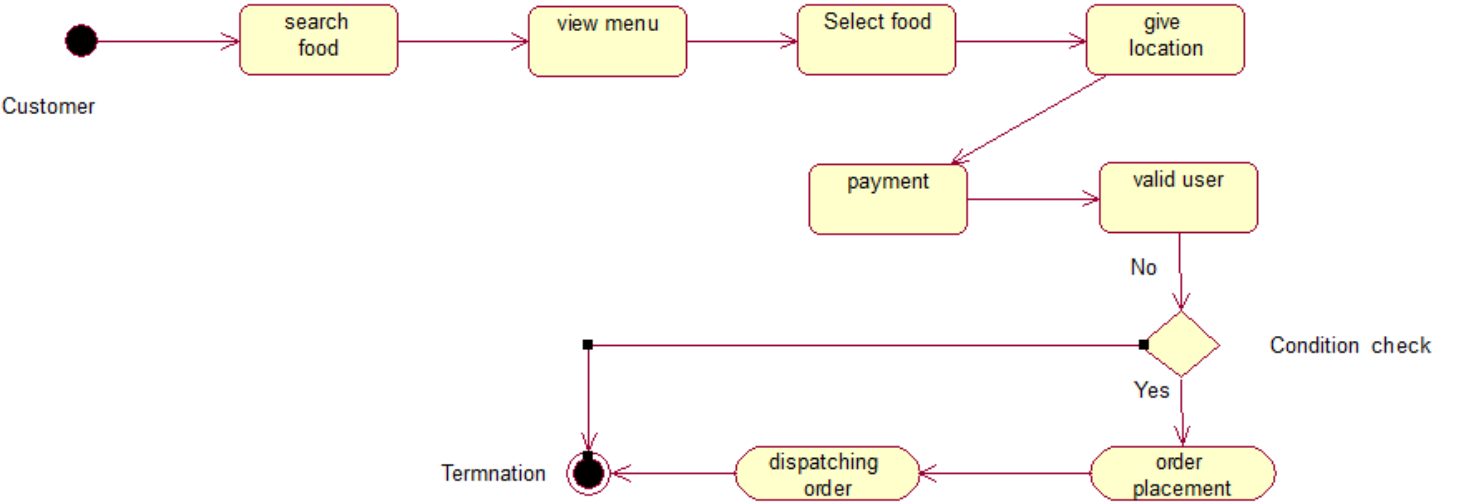 search
food
view menu
Select food
give
location
Customer
payment
valid user
No
Condition check
Yes
Termnation
dispatching
order
order
placement